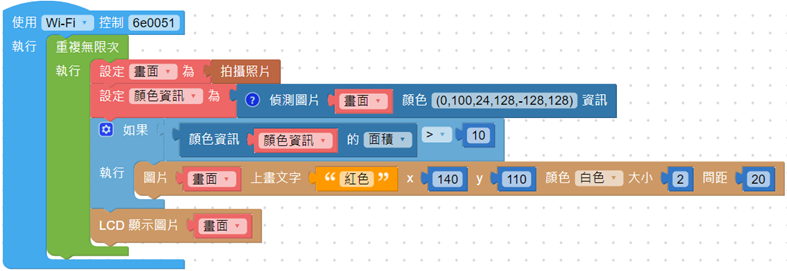 使用 Wi-Fi 控制 6e0051
執行 重複無限次
執行 設定 畫面 為 拍攝照片
設定 顏色資訊 為 ? 偵測圖片 畫面 顏色 (0,100,24,128,-128,128) 資訊
如果 顏色資訊 顏色資訊 的 面積 > 10
執行 圖片 畫面 上畫文字 “ 紅色 ” x 140 y 110 顏色 白色 大小 2 間距 20
LCD 顯示圖片 畫面